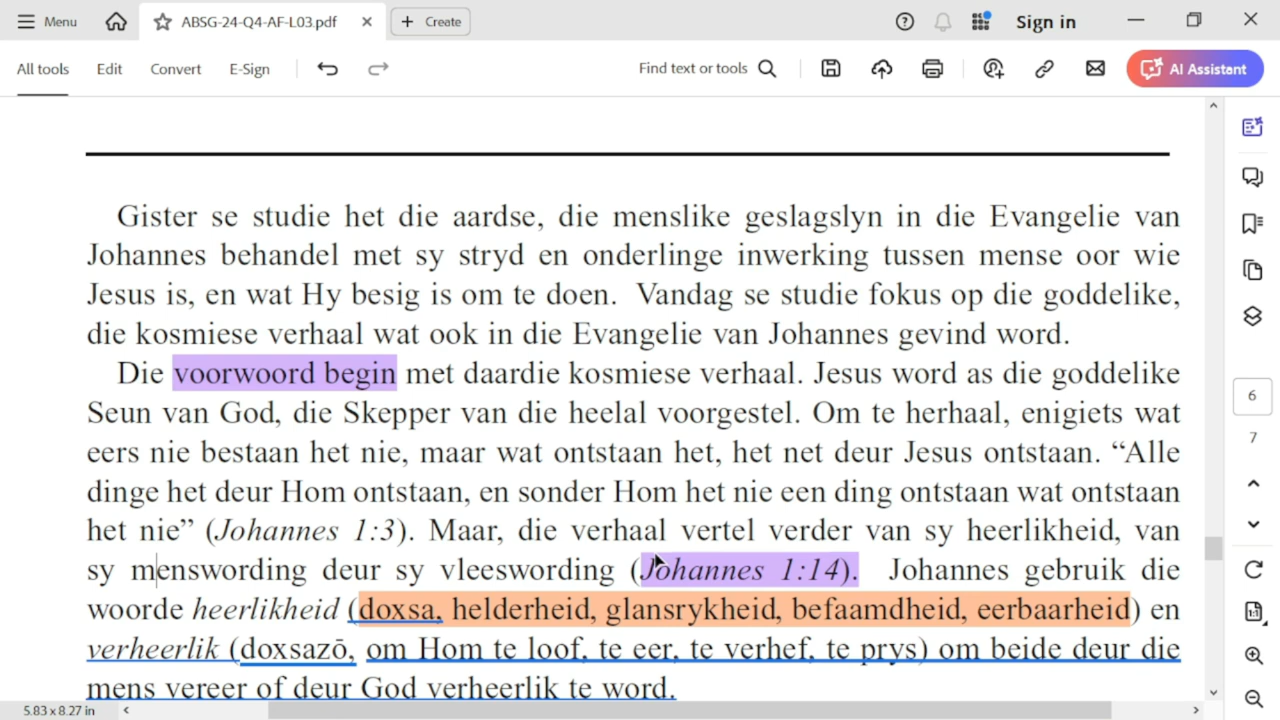 Menu
ABSG-24-Q4-AF-L03.pdf
Create
Sign in
All tools
Edit
Convert
E-Sign
Find text or tools
AI Assistant
Gister se studie het die aardse, die menslike geslagslyn in die Evangelie van
Johannes behandel met sy stryd en onderlinge inwerking tussen mense oor wie
Jesus is, en wat Hy besig is om te doen. Vandag se studie fokus op die goddelike,
die kosmiese verhaal wat ook in die Evangelie van Johannes gevind word.
Die voorwoord begin met daardie kosmiese verhaal. Jesus word as die goddelike
Seun van God, die Skepper van die heelal voorgestel. Om te herhaal, enigiets wat
eers nie bestaan het nie, maar wat ontstaan het, het net deur Jesus ontstaan. “Alle
dinge het deur Hom ontstaan, en sonder Hom het nie een ding ontstaan wat ontstaan
het nie” (Johannes 1:3). Maar, die verhaal vertel verder van sy heerlikheid, van
sy menswording deur sy vleeswording (Johannes 1:14). Johannes gebruik die
woorde heerlikheid (doxsa, helderheid, glansrykheid, befaamdheid, eerbaarheid) en
verheerlik (doxsazō, om Hom te loof, te eer, te verhef, te prys) om beide deur die
mens vereer of deur God verheerlik te word.
6
7
1:1
5.83 x 8.27 in